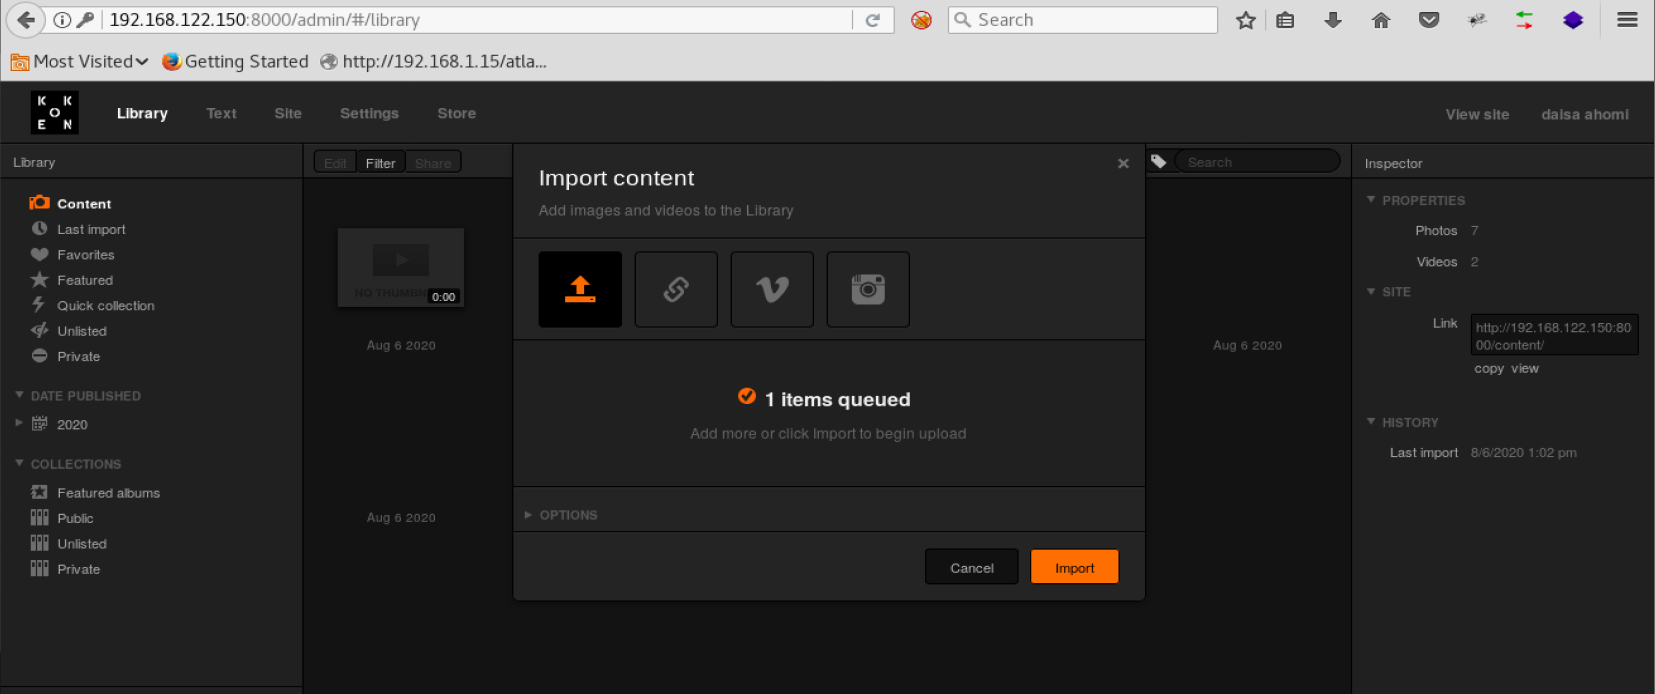 192.168.122.150:8000/admin/#/library
Search
Most Visited
Getting Started
http://192.168.1.15/atla...
K K
O
E N
Library
Text
Site
Settings
Store
View site
daisa ahomi
Library
Content
Last import
Favorites
Featured
Quick collection
Unlisted
Private
DATE PUBLISHED
2020
COLLECTIONS
Featured albums
Public
Unlisted
Private
Edit
Filter
Share
NO THUMBN
0:00
Aug 6 2020
Aug 6 2020
Import content
Add images and videos to the Library
1 items queued
Add more or click Import to begin upload
OPTIONS
Cancel
Import
Search
Aug 6 2020
Inspector
PROPERTIES
Photos 7
Videos 2
SITE
Link http://192.168.122.150:80
00/content/
copy view
HISTORY
Last import 8/6/2020 1:02 pm